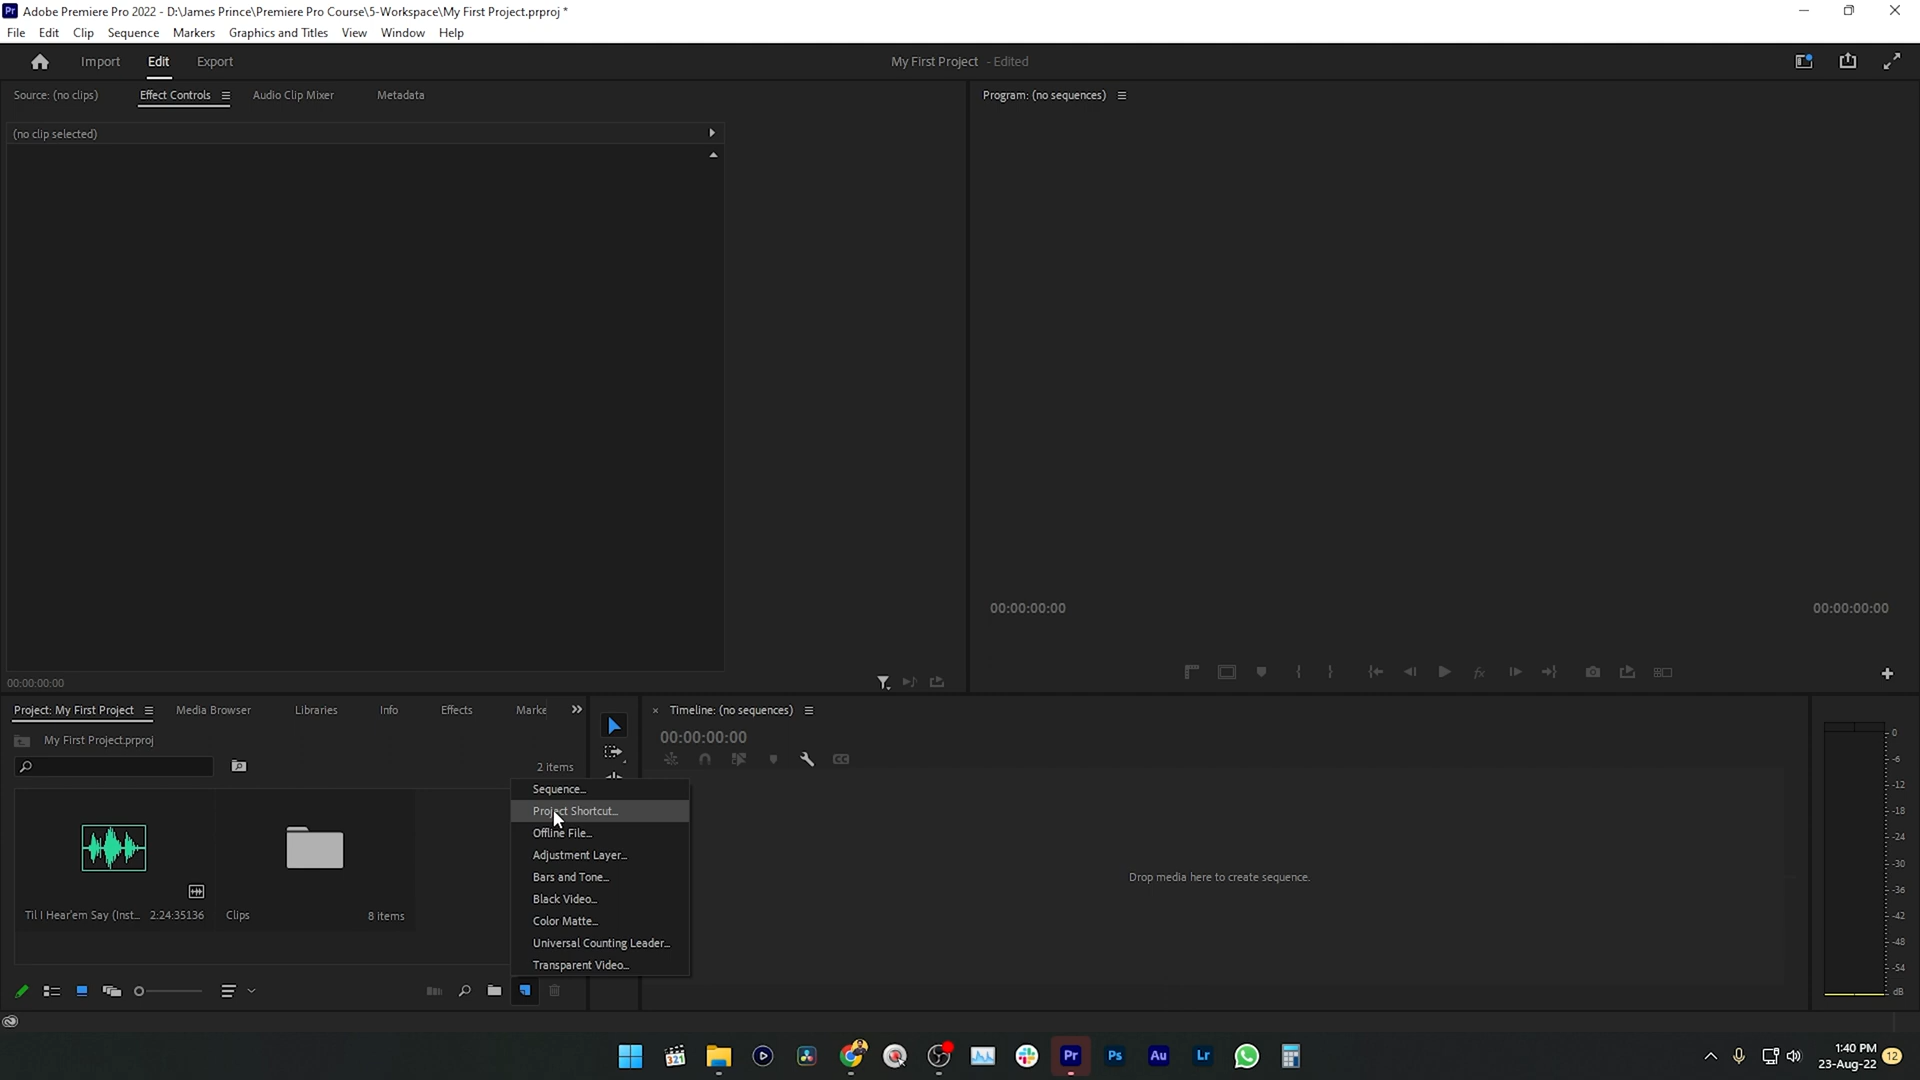 Pr Adobe Premiere Pro 2022 - D:\James Prince\Premiere Pro Course\5-Workspace\My First Project.prproj *
File Edit Clip Sequence Markers Graphics and Titles View Window Help
Import Edit Export My First Project - Edited
Source: (no clips) Effect Controls Audio Clip Mixer Metadata Program: (no sequences)
(no clip selected)
00:00:00:00 00:00:00:00
00:00:00:00
Project: My First Project Media Browser Libraries Info Effects Marke Timeline: (no sequences)
My First Project.prproj 00:00:00:00
2 items
Sequence...
Project Shortcut...
Offline File...
Adjustment Layer...
Bars and Tone...
Black Video...
Color Matte...
Universal Counting Leader...
Transparent Video...
Til I Hear'em Say (Inst... 2:24:35136 Clips 8 items
Drop media here to create sequence.
0
-6
-12
-18
-24
-30
-36
-42
-48
-54
dB
321 Pr Ps Au Lr
1:40 PM
23-Aug-22
12